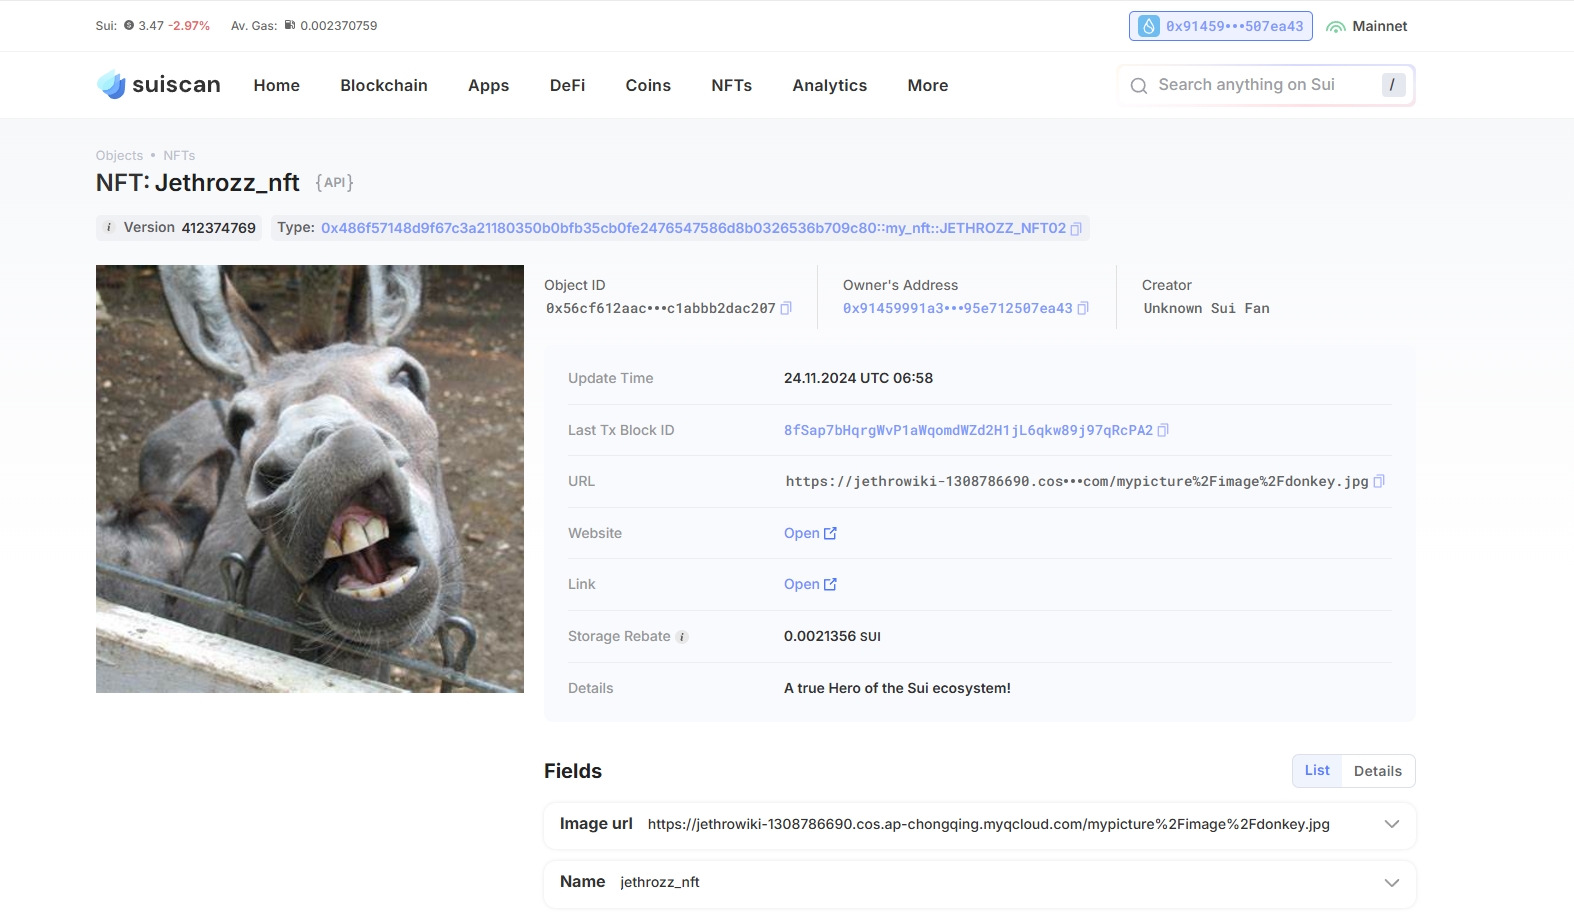 Sui: 3.47 -2.97% Av. Gas: 0.002370759
0x91459•••507ea43 Mainnet
suiscan Home Blockchain Apps DeFi Coins NFTs Analytics More
Search anything on Sui /
Objects • NFTs
NFT: Jethrozz_nft {API}
i Version 412374769 Type: 0x486f57148d9f67c3a21180350b0bfb35cb0fe2476547586d8b0326536b709c80::my_nft::JETHROZZ_NFT02
Object ID
0x56cf612aac•••c1abbb2dac207
Owner's Address
0x91459991a3•••95e712507ea43
Creator
Unknown Sui Fan
Update Time 24.11.2024 UTC 06:58
Last Tx Block ID 8fSap7bHqrgWvP1aWqomdWZd2H1jL6qkw89j97qRcPA2
URL https://jethrowiki-1308786690.cos•••com/mypicture%2Fimage%2Fdonkey.jpg
Website Open
Link Open
Storage Rebate i 0.0021356 SUI
Details A true Hero of the Sui ecosystem!
Fields
List Details
Image url https://jethrowiki-1308786690.cos.ap-chongqing.myqcloud.com/mypicture%2Fimage%2Fdonkey.jpg
Name jethrozz_nft